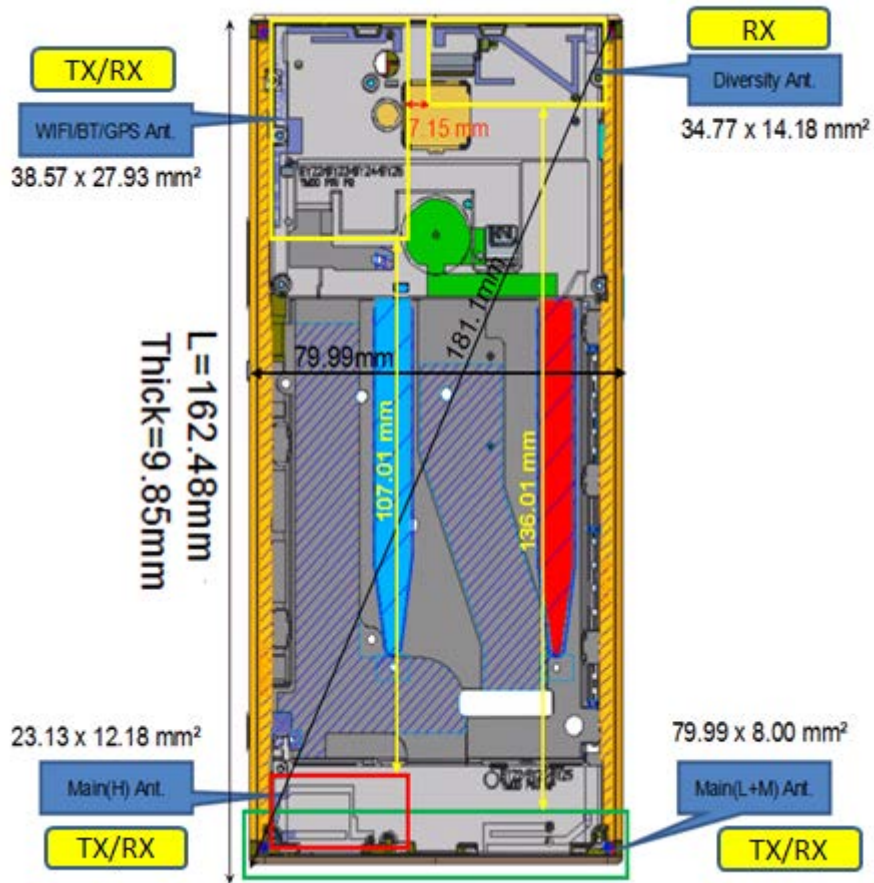 RX
TX/RX
Diversity Ant.
WIFI/BT/GPS Ant.
7.15 mm
34.77 x 14.18 mm²
38.57 x 27.93 mm²
181.1mm
L=162.48mm
Thick=9.85mm
79.99mm
107.01 mm
136.01 mm
23.13 x 12.18 mm²
79.99 x 8.00 mm²
Main(H) Ant.
Main(L+M) Ant.
TX/RX
TX/RX